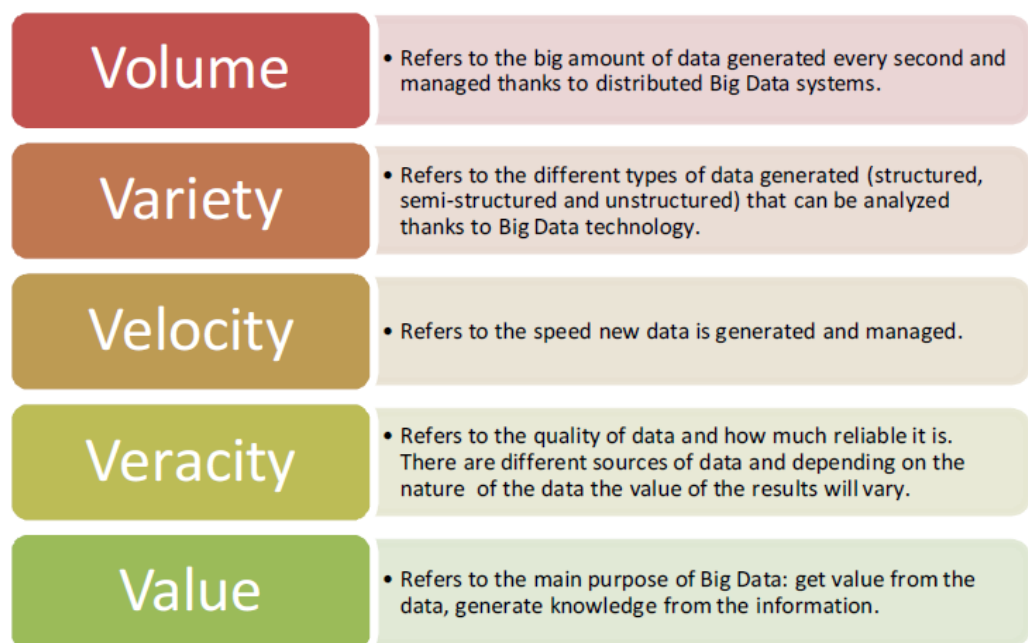 Volume
• Refers to the big amount of data generated every second and
managed thanks to distributed Big Data systems.
Variety
• Refers to the different types of data generated (structured,
semi-structured and unstructured) that can be analyzed
thanks to Big Data technology.
Velocity
• Refers to the speed new data is generated and managed.
Veracity
• Refers to the quality of data and how much reliable it is.
There are different sources of data and depending on the
nature of the data the value of the results will vary.
Value
• Refers to the main purpose of Big Data: get value from the
data, generate knowledge from the information.